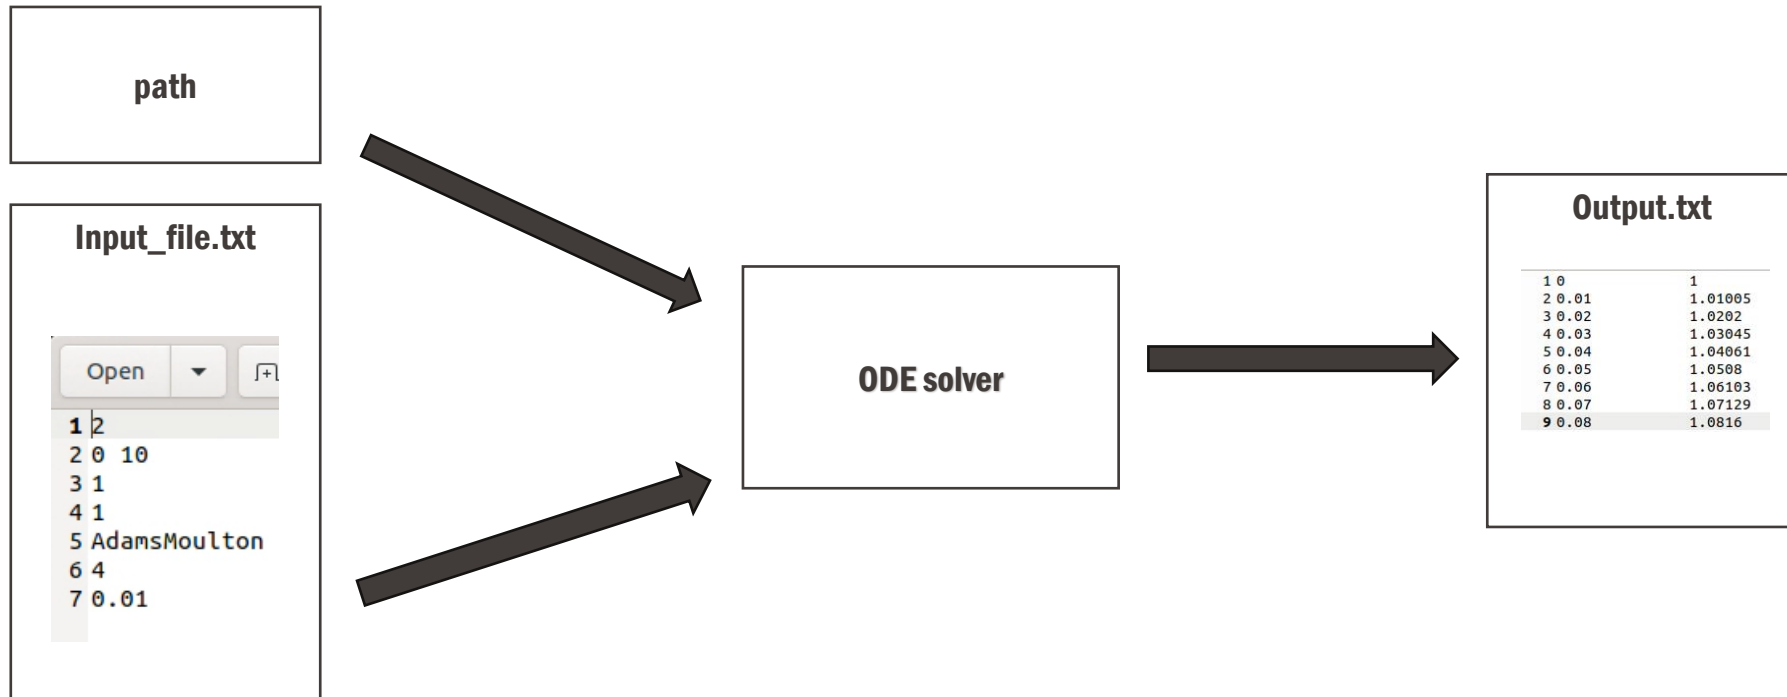 path
Input_file.txt
Open
1 2
2 0 10
3 1
4 1
5 AdamsMoulton
6 4
7 0.01
ODE solver
Output.txt
1 0 1
2 0.01 1.01005
3 0.02 1.0202
4 0.03 1.03045
5 0.04 1.04061
6 0.05 1.0508
7 0.06 1.06103
8 0.07 1.07129
9 0.08 1.0816